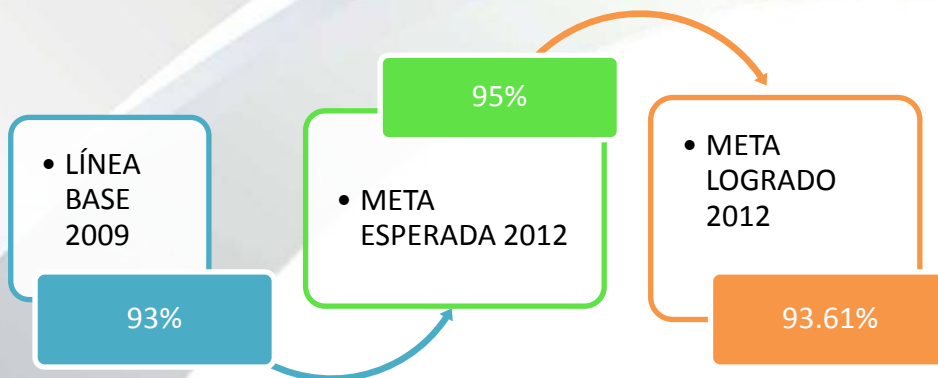 • LÍNEA
BASE
2009
93%
95%
• META
ESPERADA 2012
• META
LOGRADO
2012
93.61%